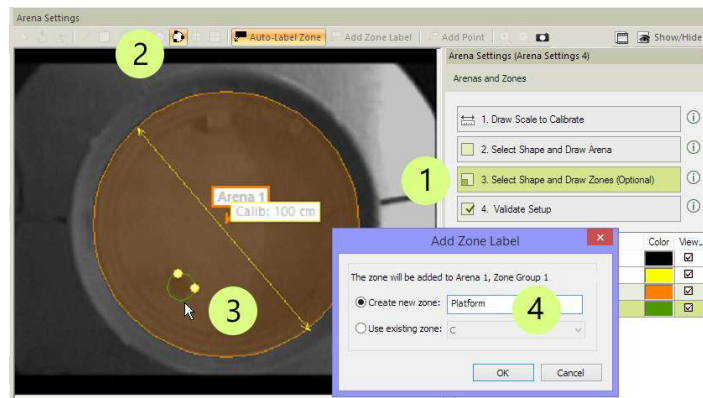 Arena Settings
Auto-Label Zone
Add Zone Label
Add Point
Show/Hide
2
Arena Settings (Arena Settings 4)
Arenas and Zones
1. Draw Scale to Calibrate
2. Select Shape and Draw Arena
1
3. Select Shape and Draw Zones (Optional)
4. Validate Setup
Arena 1
Calib: 100 cm
Color
View
Add Zone Label
The zone will be added to Arena 1, Zone Group 1
Create new zone:
Platform
4
Use existing zone:
C
OK
Cancel
3